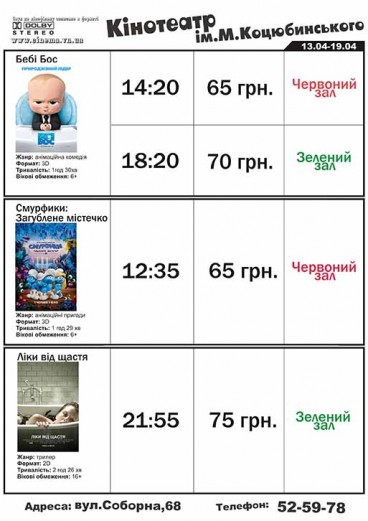 DOLBY
STEREO
www.cinema.vn.ua
Кінотеатр
ім.М.Коцюбинського
13.04-19.04
Бебі Бос
Жанр: анімаційна комедія
Формат: 3D
Тривалість: 1год 30хв
Вікові обмеження: 6+
14:20
65 грн.
Червоний
зал
18:20
70 грн.
Зелений
зал
Смурфики:
Загублене містечко
Жанр: анімаційні пригоди
Формат: 3D
Тривалість: 1 год 29 хв
Вікові обмеження: 6+
12:35
65 грн.
Червоний
зал
Ліки від щастя
ЛІКИ ВІД ЩАСТЯ
Жанр: трилер
Формат: 2D
Тривалість: 2 год 26 хв
Вікові обмеження: 16+
21:55
75 грн.
Зелений
зал
Адреса: вул.Соборна,68
Телефон: 52-59-78